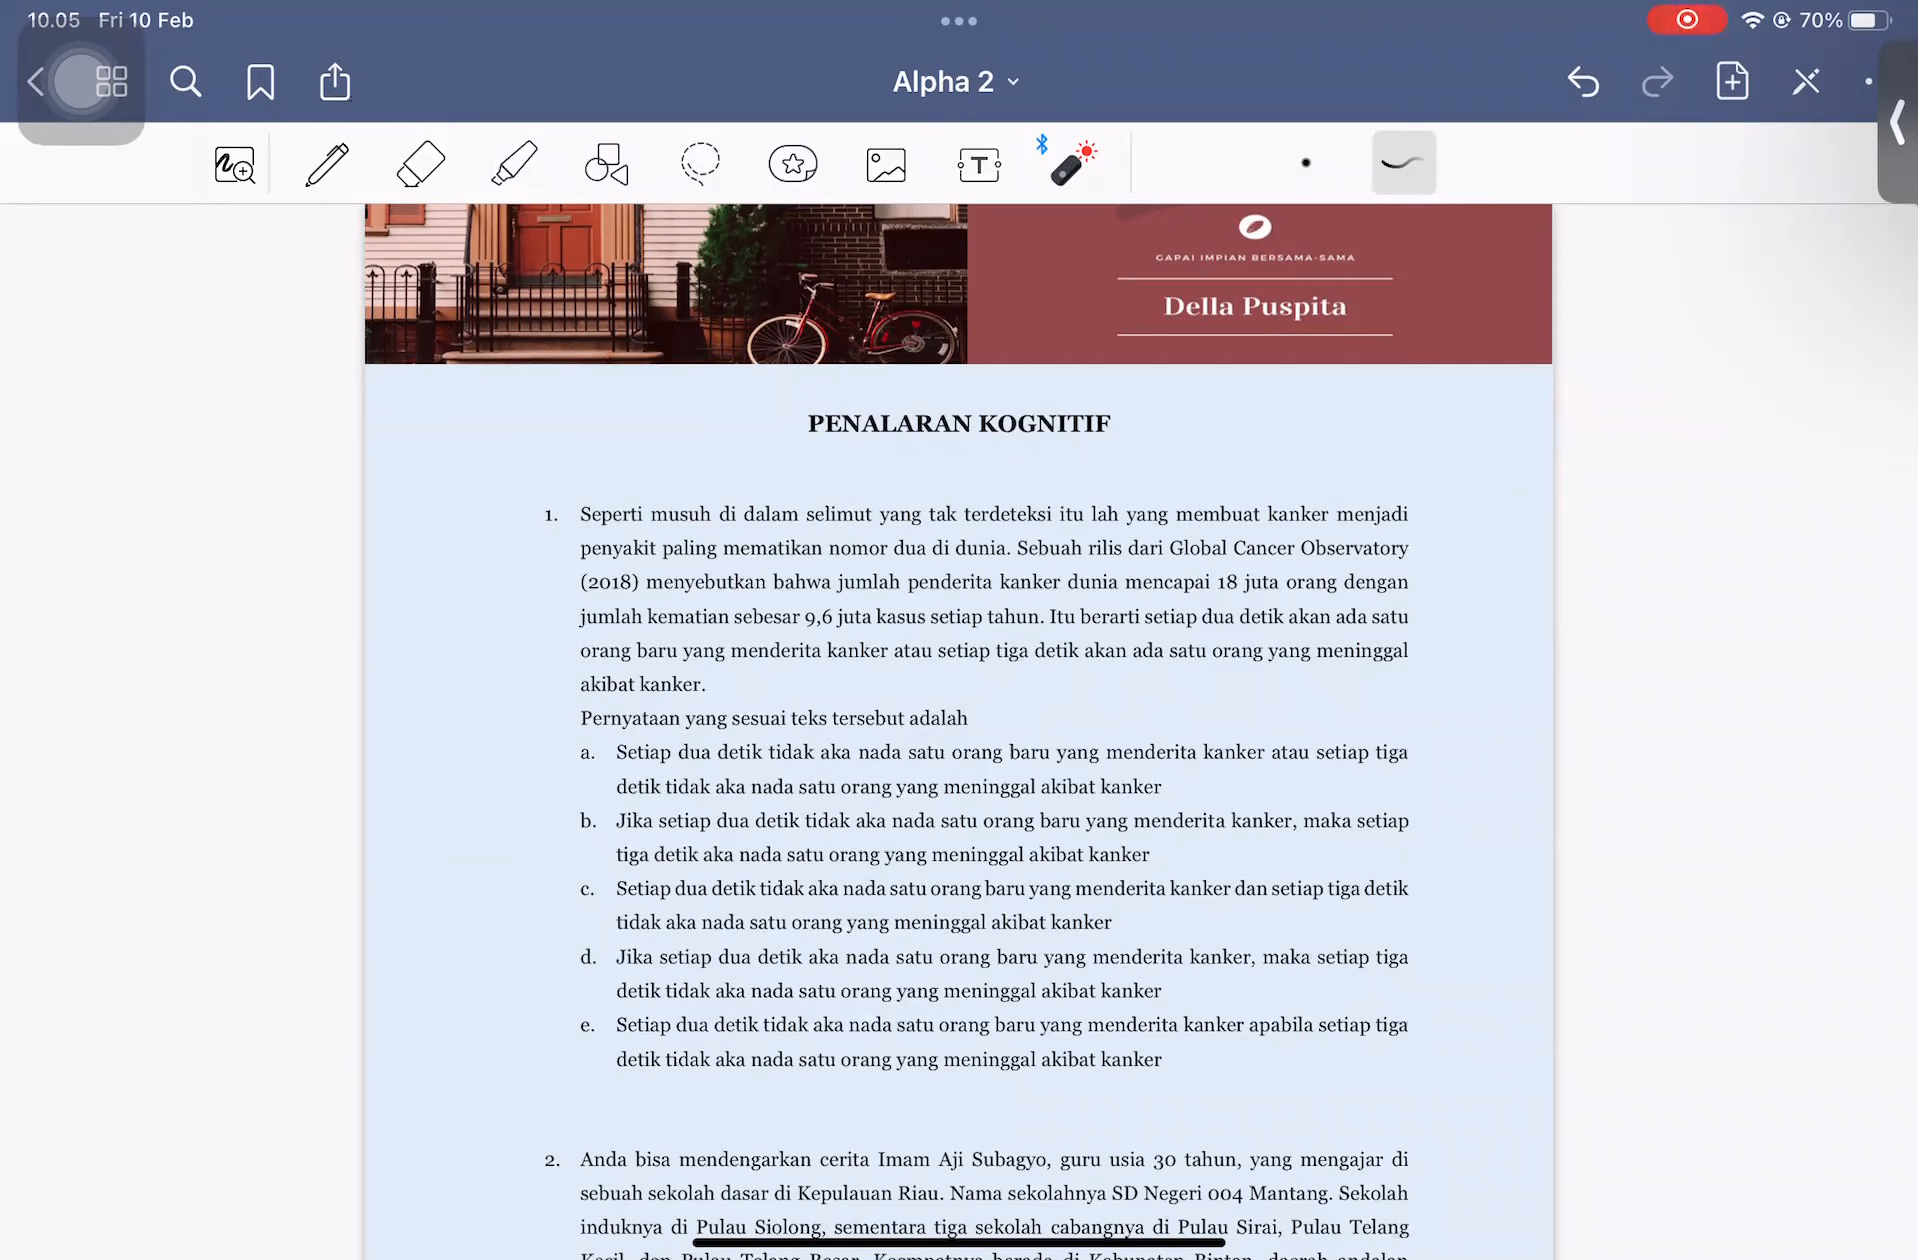 10.05 Fri 10 Feb
70%
Alpha 2
T
GAPAI IMPIAN BERSAMA-SAMA
Della Puspita
PENALARAN KOGNITIF
1. Seperti musuh di dalam selimut yang tak terdeteksi itu lah yang membuat kanker menjadi
penyakit paling mematikan nomor dua di dunia. Sebuah rilis dari Global Cancer Observatory
(2018) menyebutkan bahwa jumlah penderita kanker dunia mencapai 18 juta orang dengan
jumlah kematian sebesar 9,6 juta kasus setiap tahun. Itu berarti setiap dua detik akan ada satu
orang baru yang menderita kanker atau setiap tiga detik akan ada satu orang yang meninggal
akibat kanker.
Pernyataan yang sesuai teks tersebut adalah
a. Setiap dua detik tidak aka nada satu orang baru yang menderita kanker atau setiap tiga
detik tidak aka nada satu orang yang meninggal akibat kanker
b. Jika setiap dua detik tidak aka nada satu orang baru yang menderita kanker, maka setiap
tiga detik aka nada satu orang yang meninggal akibat kanker
c. Setiap dua detik tidak aka nada satu orang baru yang menderita kanker dan setiap tiga detik
tidak aka nada satu orang yang meninggal akibat kanker
d. Jika setiap dua detik aka nada satu orang baru yang menderita kanker, maka setiap tiga
detik tidak aka nada satu orang yang meninggal akibat kanker
e. Setiap dua detik tidak aka nada satu orang baru yang menderita kanker apabila setiap tiga
detik tidak aka nada satu orang yang meninggal akibat kanker
2. Anda bisa mendengarkan cerita Imam Aji Subagyo, guru usia 30 tahun, yang mengajar di
sebuah sekolah dasar di Kepulauan Riau. Nama sekolahnya SD Negeri 004 Mantang. Sekolah
induknya di Pulau Siolong, sementara tiga sekolah cabangnya di Pulau Sirai, Pulau Telang